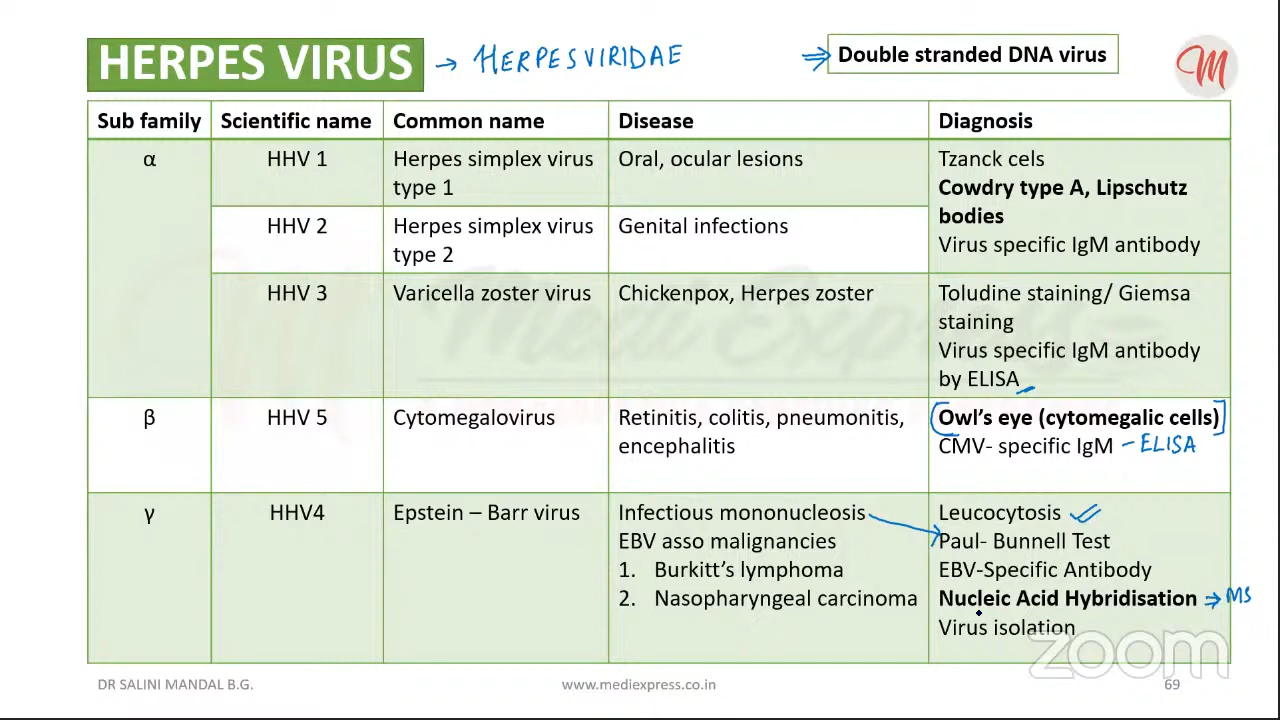 HERPES VIRUS → HERPESVIRIDAE ⇒ Double stranded DNA virus
M
Sub family Scientific name Common name Disease Diagnosis
α HHV 1 Herpes simplex virus Oral, ocular lesions Tzanck cels
type 1 Cowdry type A, Lipschutz
bodies
HHV 2 Herpes simplex virus Genital infections Virus specific IgM antibody
type 2
HHV 3 Varicella zoster virus Chickenpox, Herpes zoster Toludine staining/ Giemsa
staining
Virus specific IgM antibody
by ELISA
Medi Express
β HHV 5 Cytomegalovirus Retinitis, colitis, pneumonitis, Owl’s eye (cytomegalic cells)
encephalitis CMV- specific IgM – ELISA
γ HHV4 Epstein – Barr virus Infectious mononucleosis Leucocytosis
EBV asso malignancies Paul- Bunnell Test
1. Burkitt’s lymphoma EBV-Specific Antibody
2. Nasopharyngeal carcinoma Nucleic Acid Hybridisation ⇒ MS
Virus isolation
zoom
DR SALINI MANDAL B.G. www.mediexpress.co.in 69